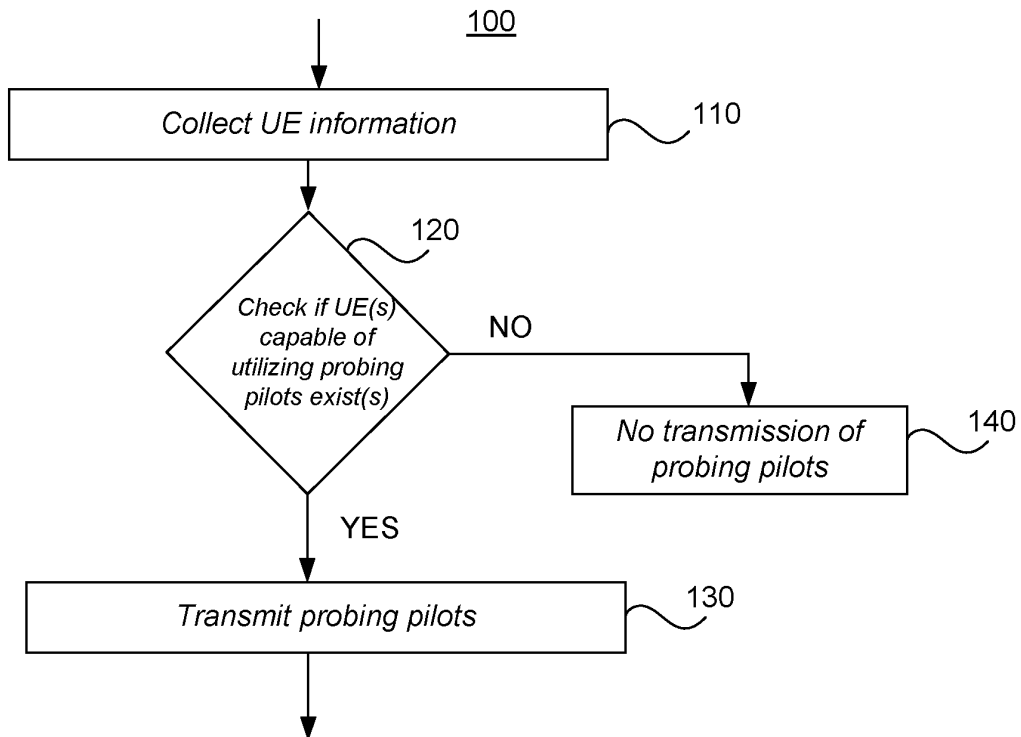 100
Collect UE information
110
120
Check if UE(s)
capable of
utilizing probing
pilots exist(s)
NO
No transmission of
probing pilots
140
YES
Transmit probing pilots
130